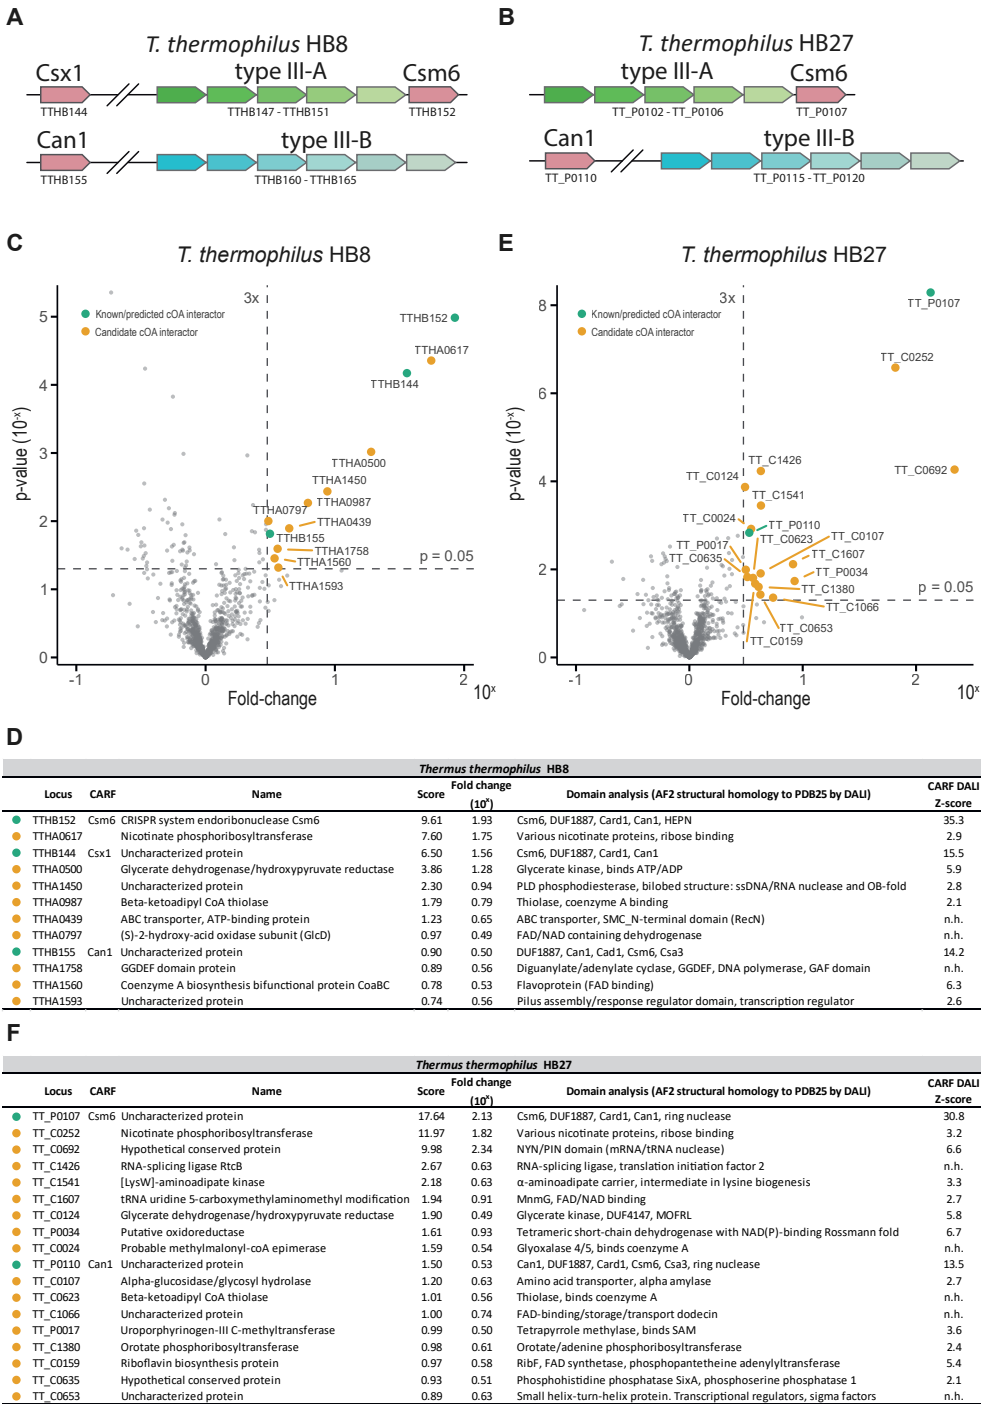 A
T. thermophilus HB8
Csx1 type III-A Csm6
TTHB144 TTHB147 - TTHB151 TTHB152
Can1 type III-B
TTHB155 TTHB160 - TTHB165
B
T. thermophilus HB27
type III-A Csm6
TT_P0102 - TT_P0106 TT_P0107
Can1 type III-B
TT_P0110 TT_P0115 - TT_P0120
C
T. thermophilus HB8
3x
Known/predicted cOA interactor
Candidate cOA interactor
TTHB152
TTHA0617
TTHB144
TTHA0500
TTHA1450
TTHA0987
TTHA0797
TTHA0439
TTHB155
TTHA1758
TTHA1560
TTHA1593
p = 0.05
p-value (10-x)
5
4
3
2
1
0
-1 0 1 2
Fold-change 10x
E
T. thermophilus HB27
3x
Known/predicted cOA interactor
Candidate cOA interactor
TT_P0107
TT_C0252
TT_C0692
TT_C1426
TT_C0124
TT_C1541
TT_C0024
TT_P0110
TT_C0623
TT_C0107
TT_P0017
TT_C0635
TT_C1607
TT_P0034
TT_C1380
TT_C1066
TT_C0653
TT_C0159
p = 0.05
p-value (10-x)
8
6
4
2
0
-1 0 1 2
Fold-change 10x
D
Thermus thermophilus HB8
Locus CARF Name Score Fold change (10x) Domain analysis (AF2 structural homology to PDB25 by DALI) CARF DALI Z-score
TTHB152 Csm6 CRISPR system endoribonuclease Csm6 9.61 1.93 Csm6, DUF1887, Card1, Can1, HEPN 35.3
TTHA0617 Nicotinate phosphoribosyltransferase 7.60 1.75 Various nicotinate proteins, ribose binding 2.9
TTHB144 Csx1 Uncharacterized protein 6.50 1.56 Csm6, DUF1887, Card1, Can1 15.5
TTHA0500 Glycerate dehydrogenase/hydroxypyruvate reductase 3.86 1.28 Glycerate kinase, binds ATP/ADP 5.9
TTHA1450 Uncharacterized protein 2.30 0.94 PLD phosphodiesterase, bilobed structure: ssDNA/RNA nuclease and OB-fold 2.8
TTHA0987 Beta-ketoadipyl CoA thiolase 1.79 0.79 Thiolase, coenzyme A binding 2.1
TTHA0439 ABC transporter, ATP-binding protein 1.23 0.65 ABC transporter, SMC_N-terminal domain (RecN) n.h.
TTHA0797 (S)-2-hydroxy-acid oxidase subunit (GlcD) 0.97 0.49 FAD/NAD containing dehydrogenase n.h.
TTHB155 Can1 Uncharacterized protein 0.90 0.50 DUF1887, Can1, Cad1, Csm6, Csa3 14.2
TTHA1758 GGDEF domain protein 0.89 0.56 Diguanylate/adenylate cyclase, GGDEF, DNA polymerase, GAF domain n.h.
TTHA1560 Coenzyme A biosynthesis bifunctional protein CoaBC 0.78 0.53 Flavoprotein (FAD binding) 6.3
TTHA1593 Uncharacterized protein 0.74 0.56 Pilus assembly/response regulator domain, transcription regulator 2.6
F
Thermus thermophilus HB27
Locus CARF Name Score Fold change (10x) Domain analysis (AF2 structural homology to PDB25 by DALI) CARF DALI Z-score
TT_P0107 Csm6 Uncharacterized protein 17.64 2.13 Csm6, DUF1887, Card1, Can1, ring nuclease 30.8
TT_C0252 Nicotinate phosphoribosyltransferase 11.97 1.82 Various nicotinate proteins, ribose binding 3.2
TT_C0692 Hypothetical conserved protein 9.98 2.34 NYN/PIN domain (mRNA/tRNA nuclease) 6.6
TT_C1426 RNA-splicing ligase RtcB 2.67 0.63 RNA-splicing ligase, translation initiation factor 2 n.h.
TT_C1541 [LysW]-aminoadipate kinase 2.18 0.63 α-aminoadipate carrier, intermediate in lysine biogenesis 3.3
TT_C1607 tRNA uridine 5-carboxymethylaminomethyl modification 1.94 0.91 MnmG, FAD/NAD binding 2.7
TT_C0124 Glycerate dehydrogenase/hydroxypyruvate reductase 1.90 0.49 Glycerate kinase, DUF4147, MOFRL 5.8
TT_P0034 Putative oxidoreductase 1.61 0.93 Tetrameric short-chain dehydrogenase with NAD(P)-binding Rossmann fold 6.7
TT_C0024 Probable methylmalonyl-coA epimerase 1.59 0.54 Glyoxalase 4/5, binds coenzyme A n.h.
TT_P0110 Can1 Uncharacterized protein 1.50 0.53 Can1, DUF1887, Card1, Csm6, Csa3, ring nuclease 13.5
TT_C0107 Alpha-glucosidase/glycosyl hydrolase 1.20 0.63 Amino acid transporter, alpha amylase 2.7
TT_C0623 Beta-ketoadipyl CoA thiolase 1.01 0.56 Thiolase, binds coenzyme A n.h.
TT_C1066 Uncharacterized protein 1.00 0.74 FAD-binding/storage/transport dodecin n.h.
TT_P0017 Uroporphyrinogen-III C-methyltransferase 0.99 0.50 Tetrapyrrole methylase, binds SAM 3.6
TT_C1380 Orotate phosphoribosyltransferase 0.98 0.61 Orotate/adenine phosphoribosyltransferase 2.4
TT_C0159 Riboflavin biosynthesis protein 0.97 0.58 RibF, FAD synthetase, phosphopantetheine adenylyltransferase 5.4
TT_C0635 Hypothetical conserved protein 0.93 0.51 Phosphohistidine phosphatase SixA, phosphoserine phosphatase 1 2.1
TT_C0653 Uncharacterized protein 0.89 0.63 Small helix-turn-helix protein. Transcriptional regulators, sigma factors n.h.